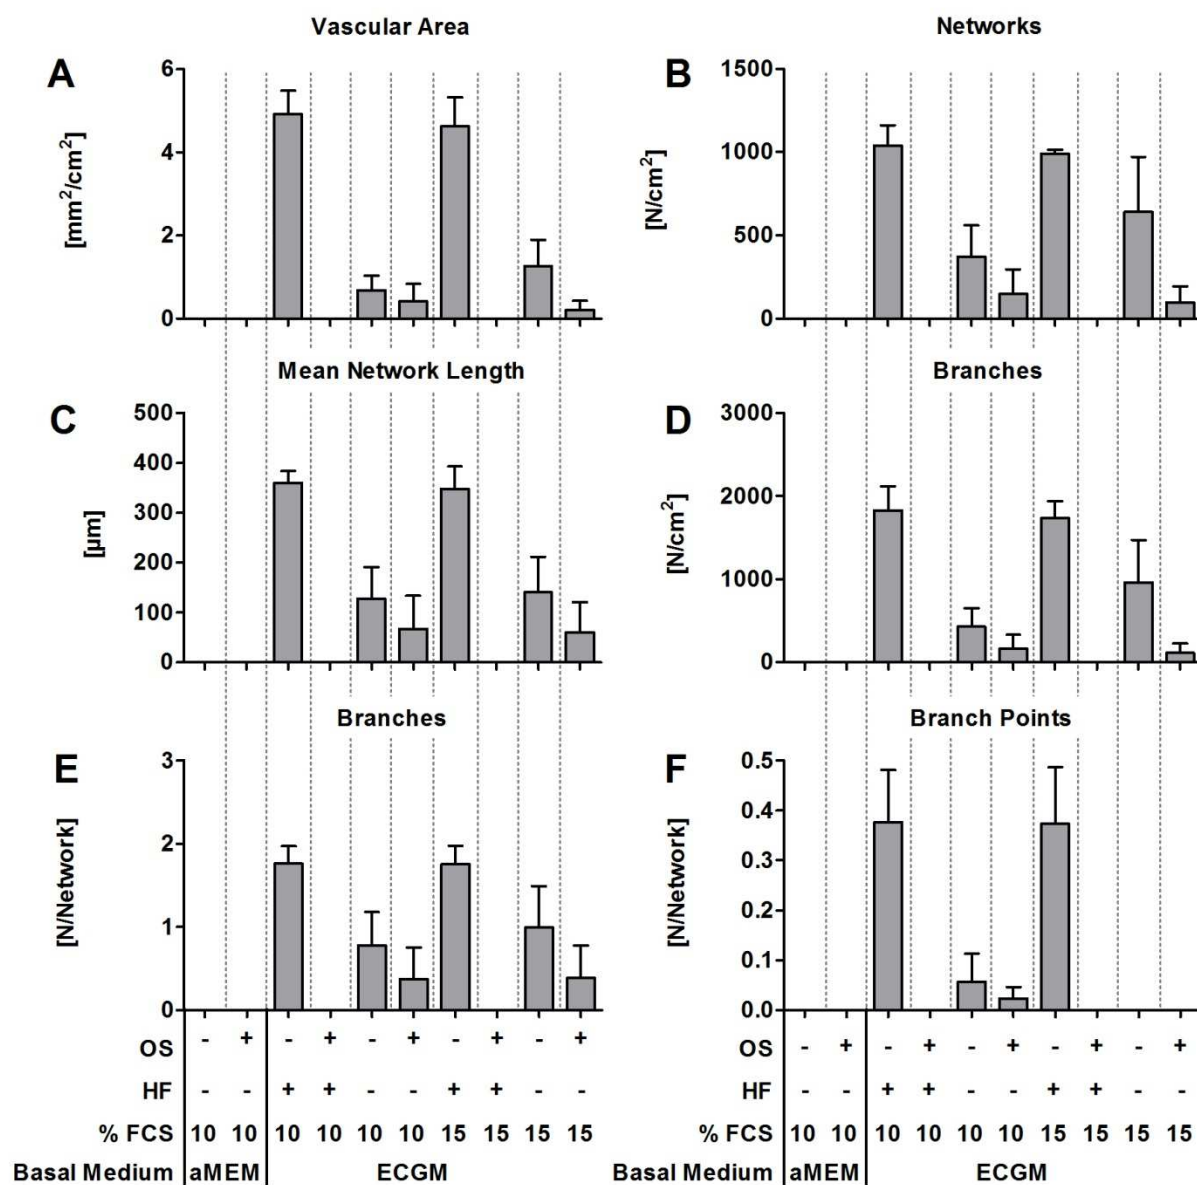 Vascular Area
Networks
A
B
6
4
2
0
[mm²/cm²]
1500
1000
500
0
[N/cm²]
Mean Network Length
Branches
C
D
500
400
300
200
100
0
[µm]
3000
2000
1000
0
[N/cm²]
Branches
Branch Points
E
F
3
2
1
0
[N/Network]
0.5
0.4
0.3
0.2
0.1
0.0
[N/Network]
OS - + - + - + - + - +
HF - - + + - - + + - -
% FCS 10 10 10 10 10 10 15 15 15 15
Basal Medium aMEM ECGM
OS - + - + - + - + - +
HF - - + + - - + + - -
% FCS 10 10 10 10 10 10 15 15 15 15
Basal Medium aMEM ECGM